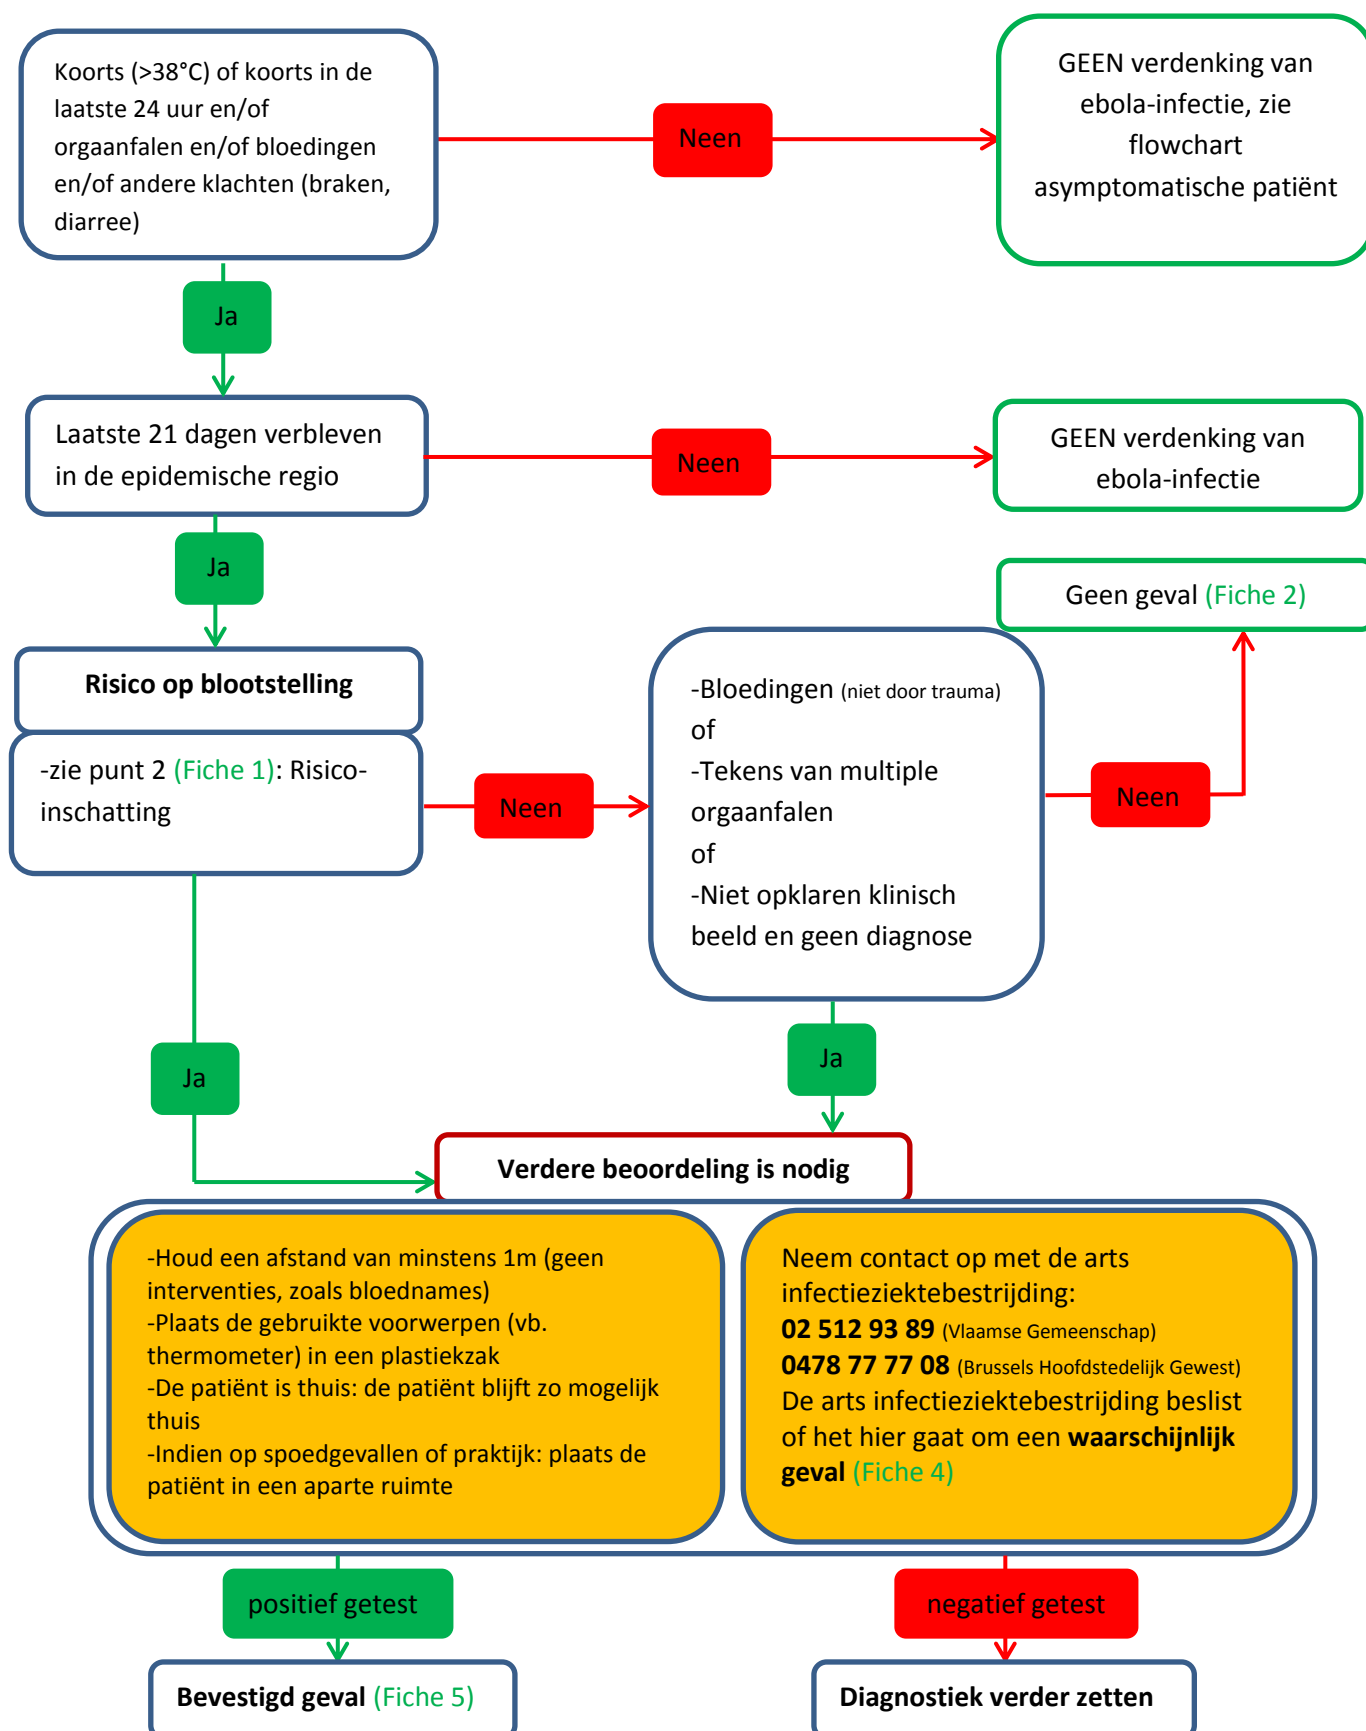 Koorts (>38°C) of koorts in de
laatste 24 uur en/of
orgaanfalen en/of bloedingen
en/of andere klachten (braken,
diarree)
Neen
GEEN verdenking van
ebola-infectie, zie
flowchart
asymptomatische patiënt
Ja
Laatste 21 dagen verbleven
in de epidemische regio
Neen
GEEN verdenking van
ebola-infectie
Ja
Geen geval (Fiche 2)
Risico op blootstelling
-zie punt 2 (Fiche 1): Risico-
inschatting
Neen
-Bloedingen (niet door trauma)
of
-Tekens van multiple
orgaanfalen
of
-Niet opklaren klinisch
beeld en geen diagnose
Neen
Ja
Ja
Verdere beoordeling is nodig
-Houd een afstand van minstens 1m (geen
interventies, zoals bloednames)
-Plaats de gebruikte voorwerpen (vb.
thermometer) in een plastiekzak
-De patiënt is thuis: de patiënt blijft zo mogelijk
thuis
-Indien op spoedgevallen of praktijk: plaats de
patiënt in een aparte ruimte
Neem contact op met de arts
infectieziektebestrijding:
02 512 93 89 (Vlaamse Gemeenschap)
0478 77 77 08 (Brussels Hoofdstedelijk Gewest)
De arts infectieziektebestrijding beslist
of het hier gaat om een waarschijnlijk
geval (Fiche 4)
positief getest
negatief getest
Bevestigd geval (Fiche 5)
Diagnostiek verder zetten